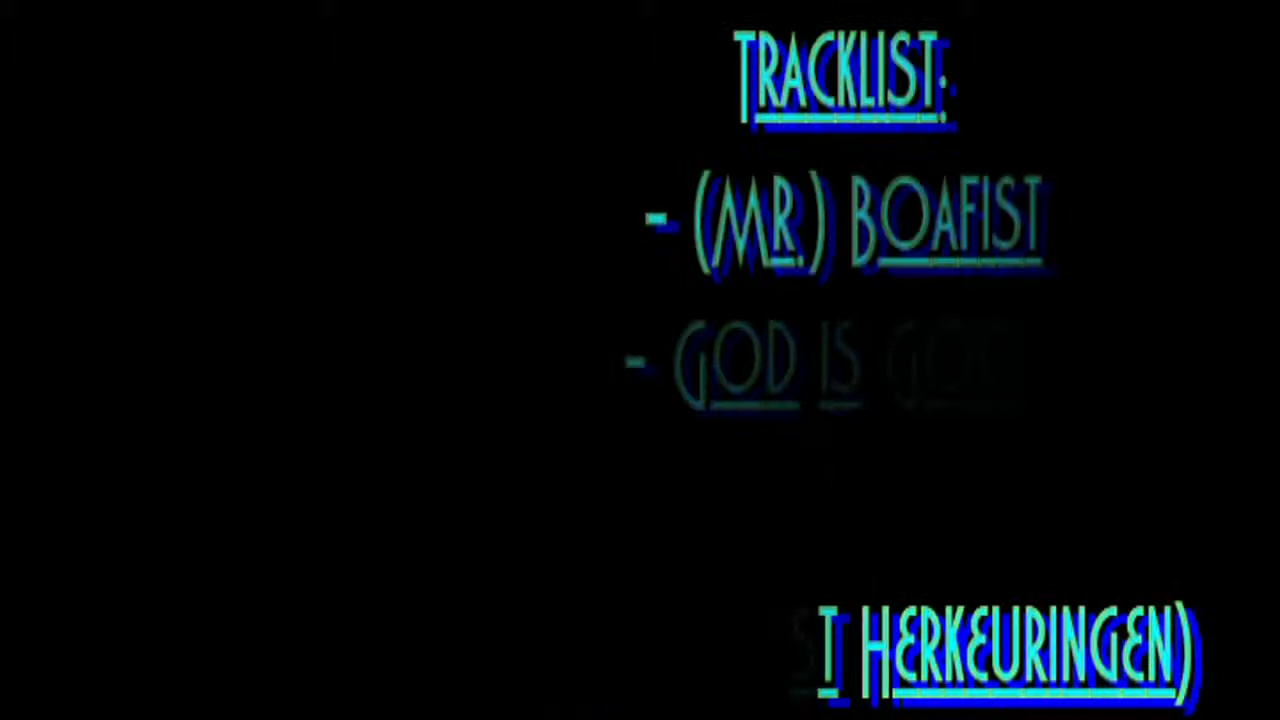 TRACKLIST:
- (MR.) BOAFIST
- GOD IS
T HERKEURINGEN)